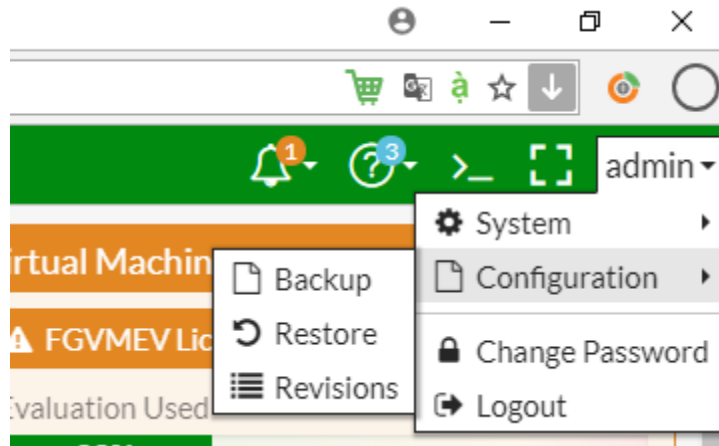 1
3
>_
admin
System
irtual Machin
Backup
Configuration
FGVMEV Lic
Restore
Change Password
Evaluation Used
Revisions
Logout